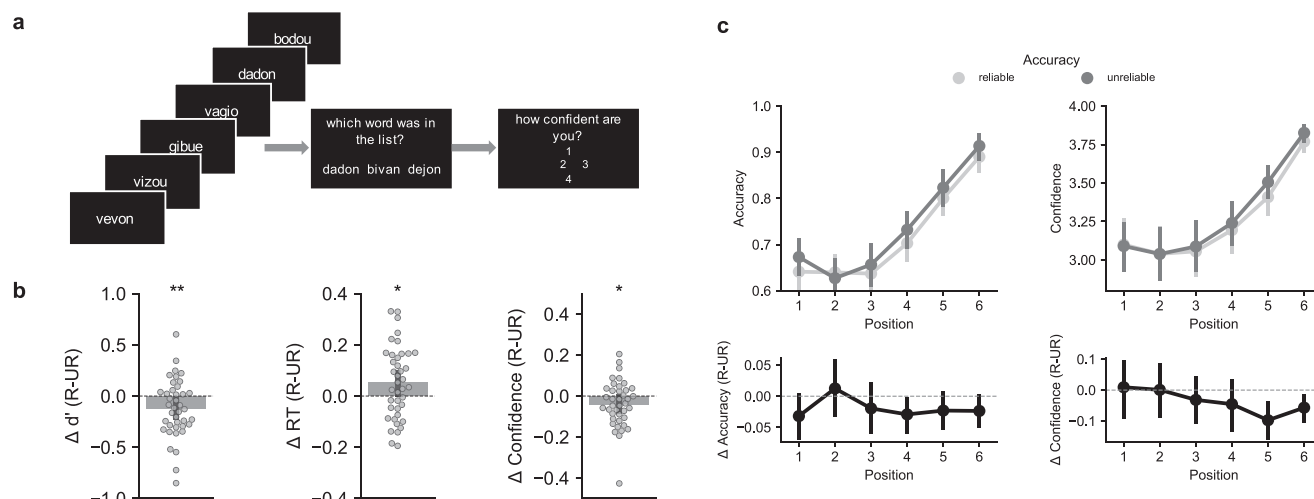 a
bodou
dadon
vagio
gibue
vizou
vevon
which word was in
the list?
dadon bivan dejon
how confident are
you?
1
2 3
4
b
Δ d' (R-UR)
1.0
0.5
0.0
−0.5
−1.0
**
Δ RT (R-UR)
0.4
0.2
0.0
−0.2
−0.4
*
Δ Confidence (R-UR)
0.4
0.2
0.0
−0.2
−0.4
*
c
Accuracy
reliable unreliable
Accuracy
1.0
0.9
0.8
0.7
0.6
1 2 3 4 5 6
Position
Confidence
4.00
3.75
3.50
3.25
3.00
1 2 3 4 5 6
Position
Δ Accuracy (R-UR)
0.05
0.00
−0.05
1 2 3 4 5 6
Position
Δ Confidence (R-UR)
0.1
0.0
−0.1
1 2 3 4 5 6
Position